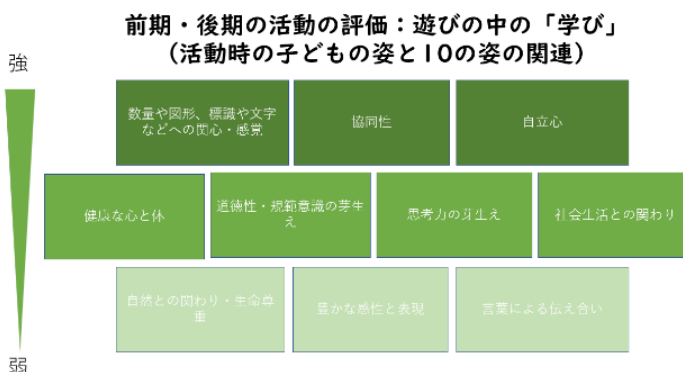 前期・後期の活動の評価：遊びの中の「学び」
（活動時の子どもの姿と10の姿の関連）
強
数量や図形、標識や文字
などへの関心・感覚
協同性
自立心
健康な心と体
道徳性・規範意識の芽生
え
思考力の芽生え
社会生活との関わり
自然との関わり・生命尊
重
豊かな感性と表現
言葉による伝え合い
弱